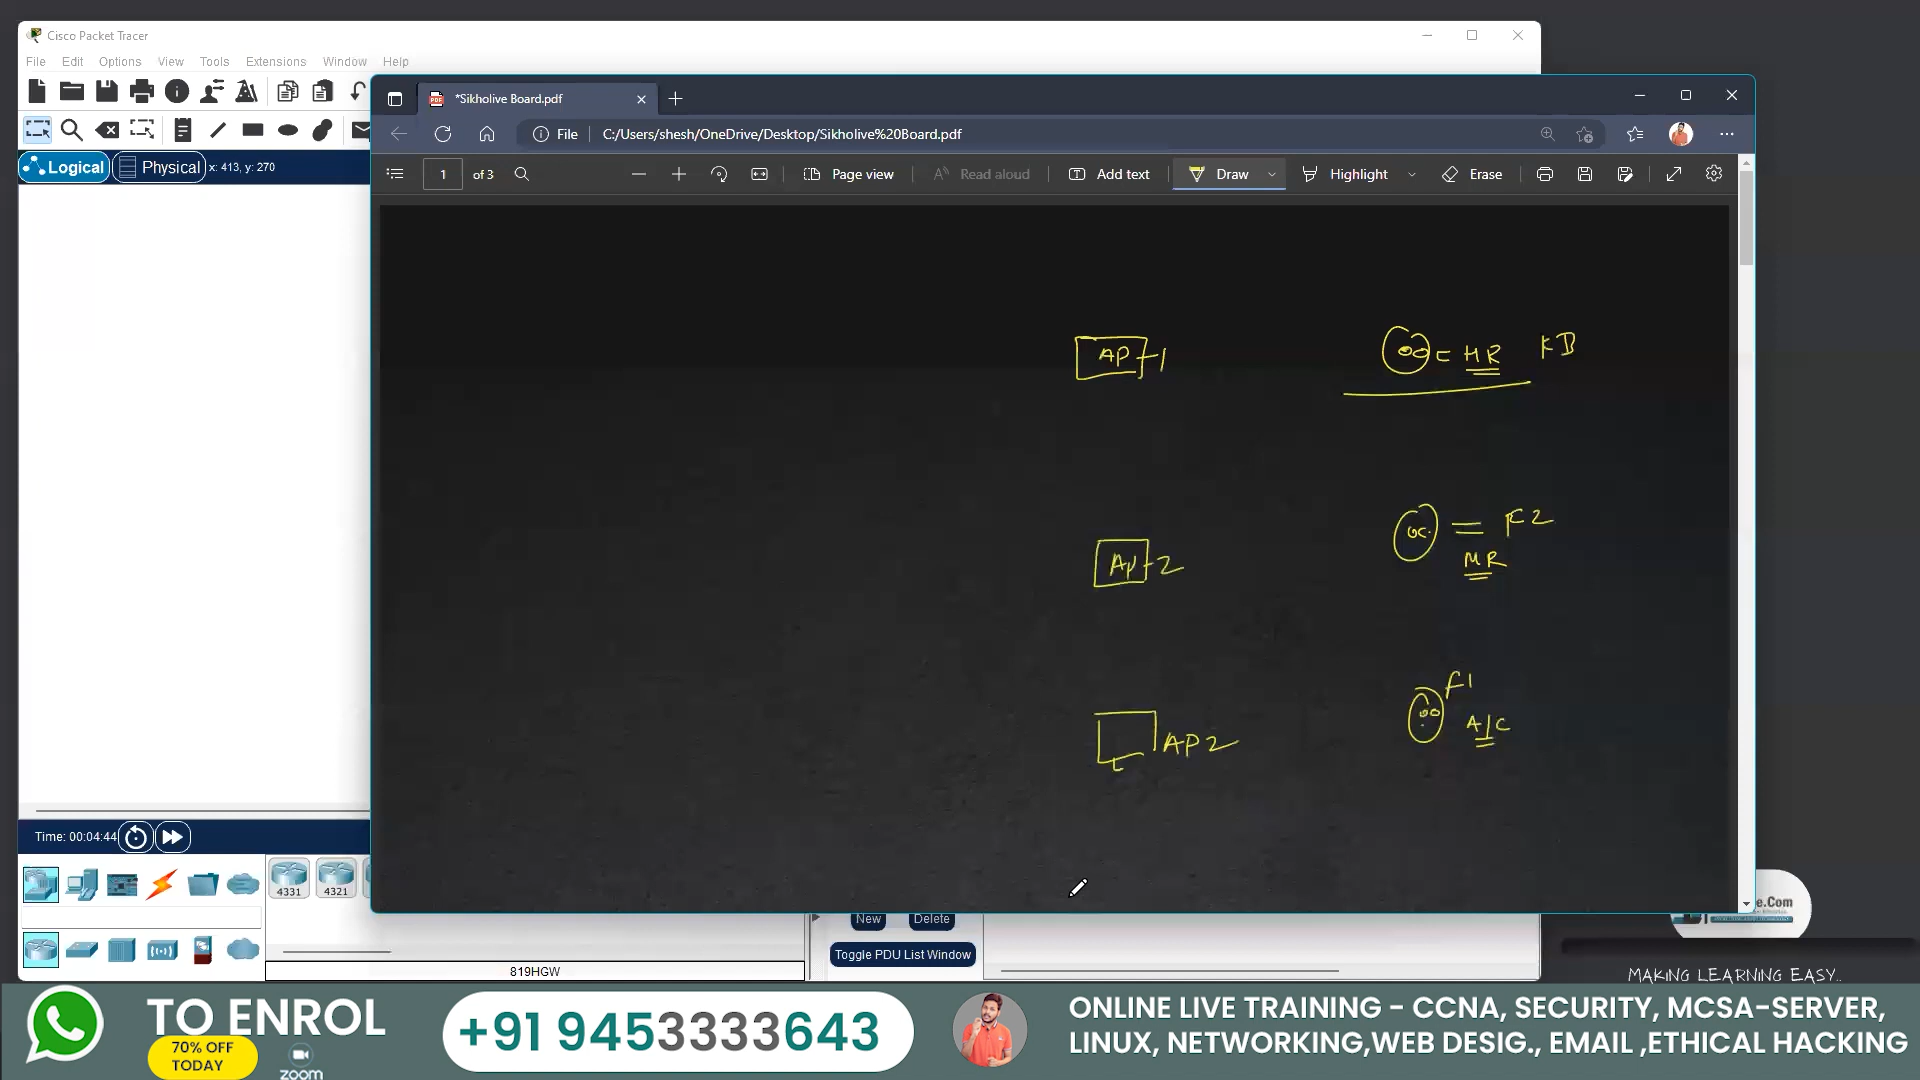 Cisco Packet Tracer
File Edit Options View Tools Extensions Window Help
*Sikholive Board.pdf
File C:/Users/shesh/OneDrive/Desktop/Sikholive%20Board.pdf
1 of 3 Page view Read aloud Add text Draw Highlight Erase
Logical Physical x: 413, y: 270
AP-1
HR
AP-2
F2
MR
F1
AP2
A/C
Time: 00:04:44
4331 4321
New Delete
Toggle PDU List Window
819HGW
e.Com
MAKING LEARNING EASY..
TO ENROL
70% OFF
TODAY
zoom
+91 9453333643
ONLINE LIVE TRAINING - CCNA, SECURITY, MCSA-SERVER,
LINUX, NETWORKING,WEB DESIG., EMAIL ,ETHICAL HACKING